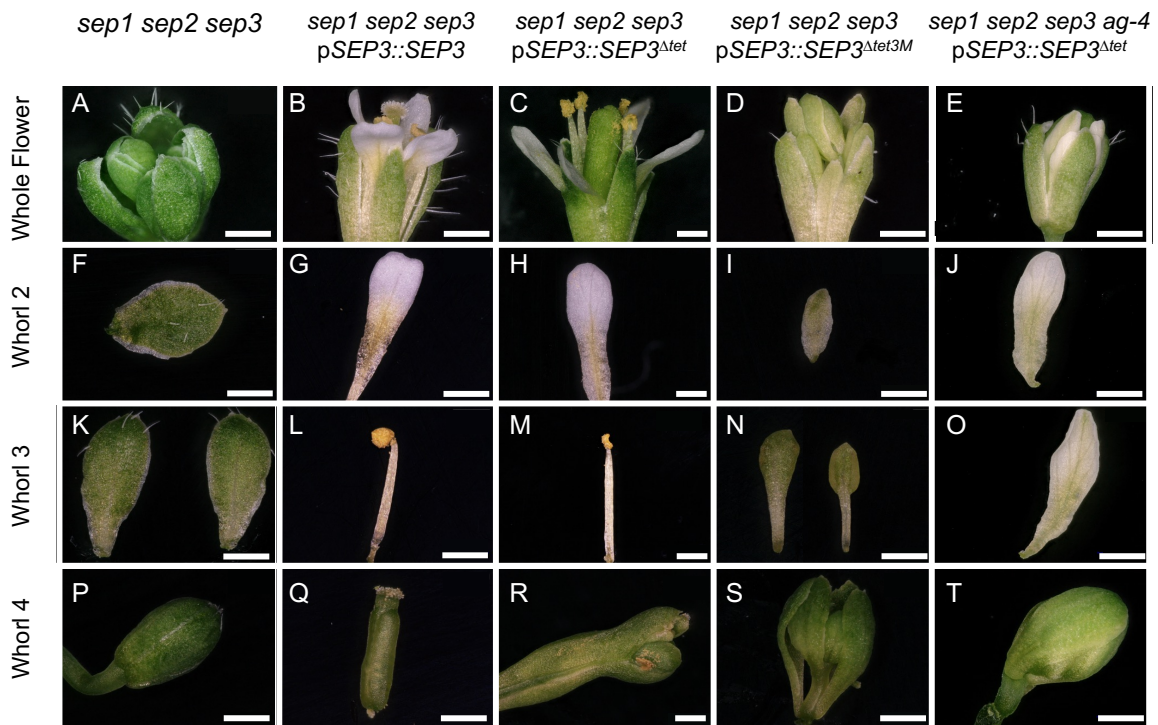 sep1 sep2 sep3
sep1 sep2 sep3
pSEP3::SEP3
sep1 sep2 sep3
pSEP3::SEP3Δtet
sep1 sep2 sep3
pSEP3::SEP3Δtet3M
sep1 sep2 sep3 ag-4
pSEP3::SEP3Δtet
Whole Flower
A
B
C
D
E
Whorl 2
F
G
H
I
J
Whorl 3
K
L
M
N
O
Whorl 4
P
Q
R
S
T